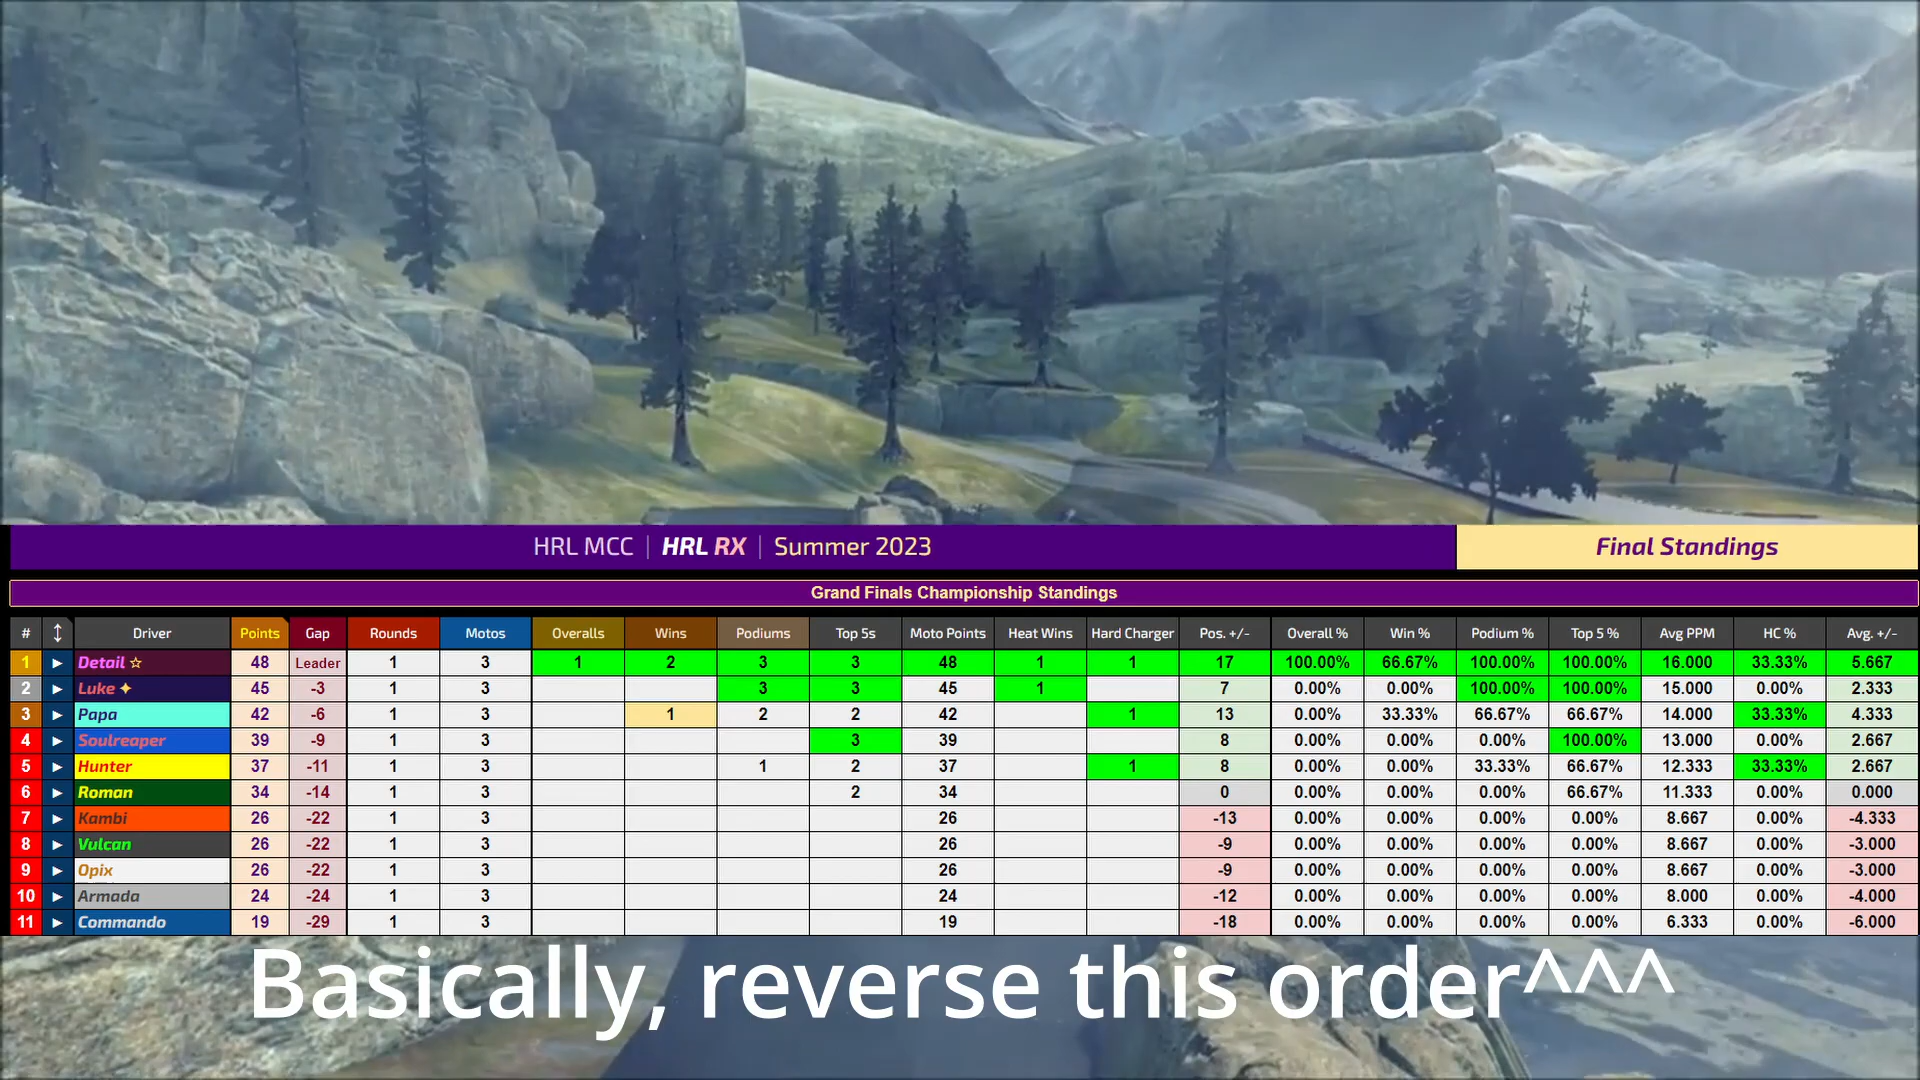 HRL MCC | HRL RX | Summer 2023 Final Standings
Grand Finals Championship Standings
# ↕ Driver Points Gap Rounds Motos Overalls Wins Podiums Top 5s Moto Points Heat Wins Hard Charger Pos. +/- Overall % Win % Podium % Top 5 % Avg PPM HC % Avg. +/-
1 ► Detail ☆ 48 Leader 1 3 1 2 3 3 48 1 1 17 100.00% 66.67% 100.00% 100.00% 16.000 33.33% 5.667
2 ► Luke ✦ 45 -3 1 3 3 3 45 1 7 0.00% 0.00% 100.00% 100.00% 15.000 0.00% 2.333
3 ► Papa 42 -6 1 3 1 2 2 42 1 13 0.00% 33.33% 66.67% 66.67% 14.000 33.33% 4.333
4 ► Soulreaper 39 -9 1 3 3 39 8 0.00% 0.00% 0.00% 100.00% 13.000 0.00% 2.667
5 ► Hunter 37 -11 1 3 1 2 37 1 8 0.00% 0.00% 33.33% 66.67% 12.333 33.33% 2.667
6 ► Roman 34 -14 1 3 2 34 0 0.00% 0.00% 0.00% 66.67% 11.333 0.00% 0.000
7 ► Kambi 26 -22 1 3 26 -13 0.00% 0.00% 0.00% 0.00% 8.667 0.00% -4.333
8 ► Vulcan 26 -22 1 3 26 -9 0.00% 0.00% 0.00% 0.00% 8.667 0.00% -3.000
9 ► Opix 26 -22 1 3 26 -9 0.00% 0.00% 0.00% 0.00% 8.667 0.00% -3.000
10 ► Armada 24 -24 1 3 24 -12 0.00% 0.00% 0.00% 0.00% 8.000 0.00% -4.000
11 ► Commando 19 -29 1 3 19 -18 0.00% 0.00% 0.00% 0.00% 6.333 0.00% -6.000
Basically, reverse this order^^^